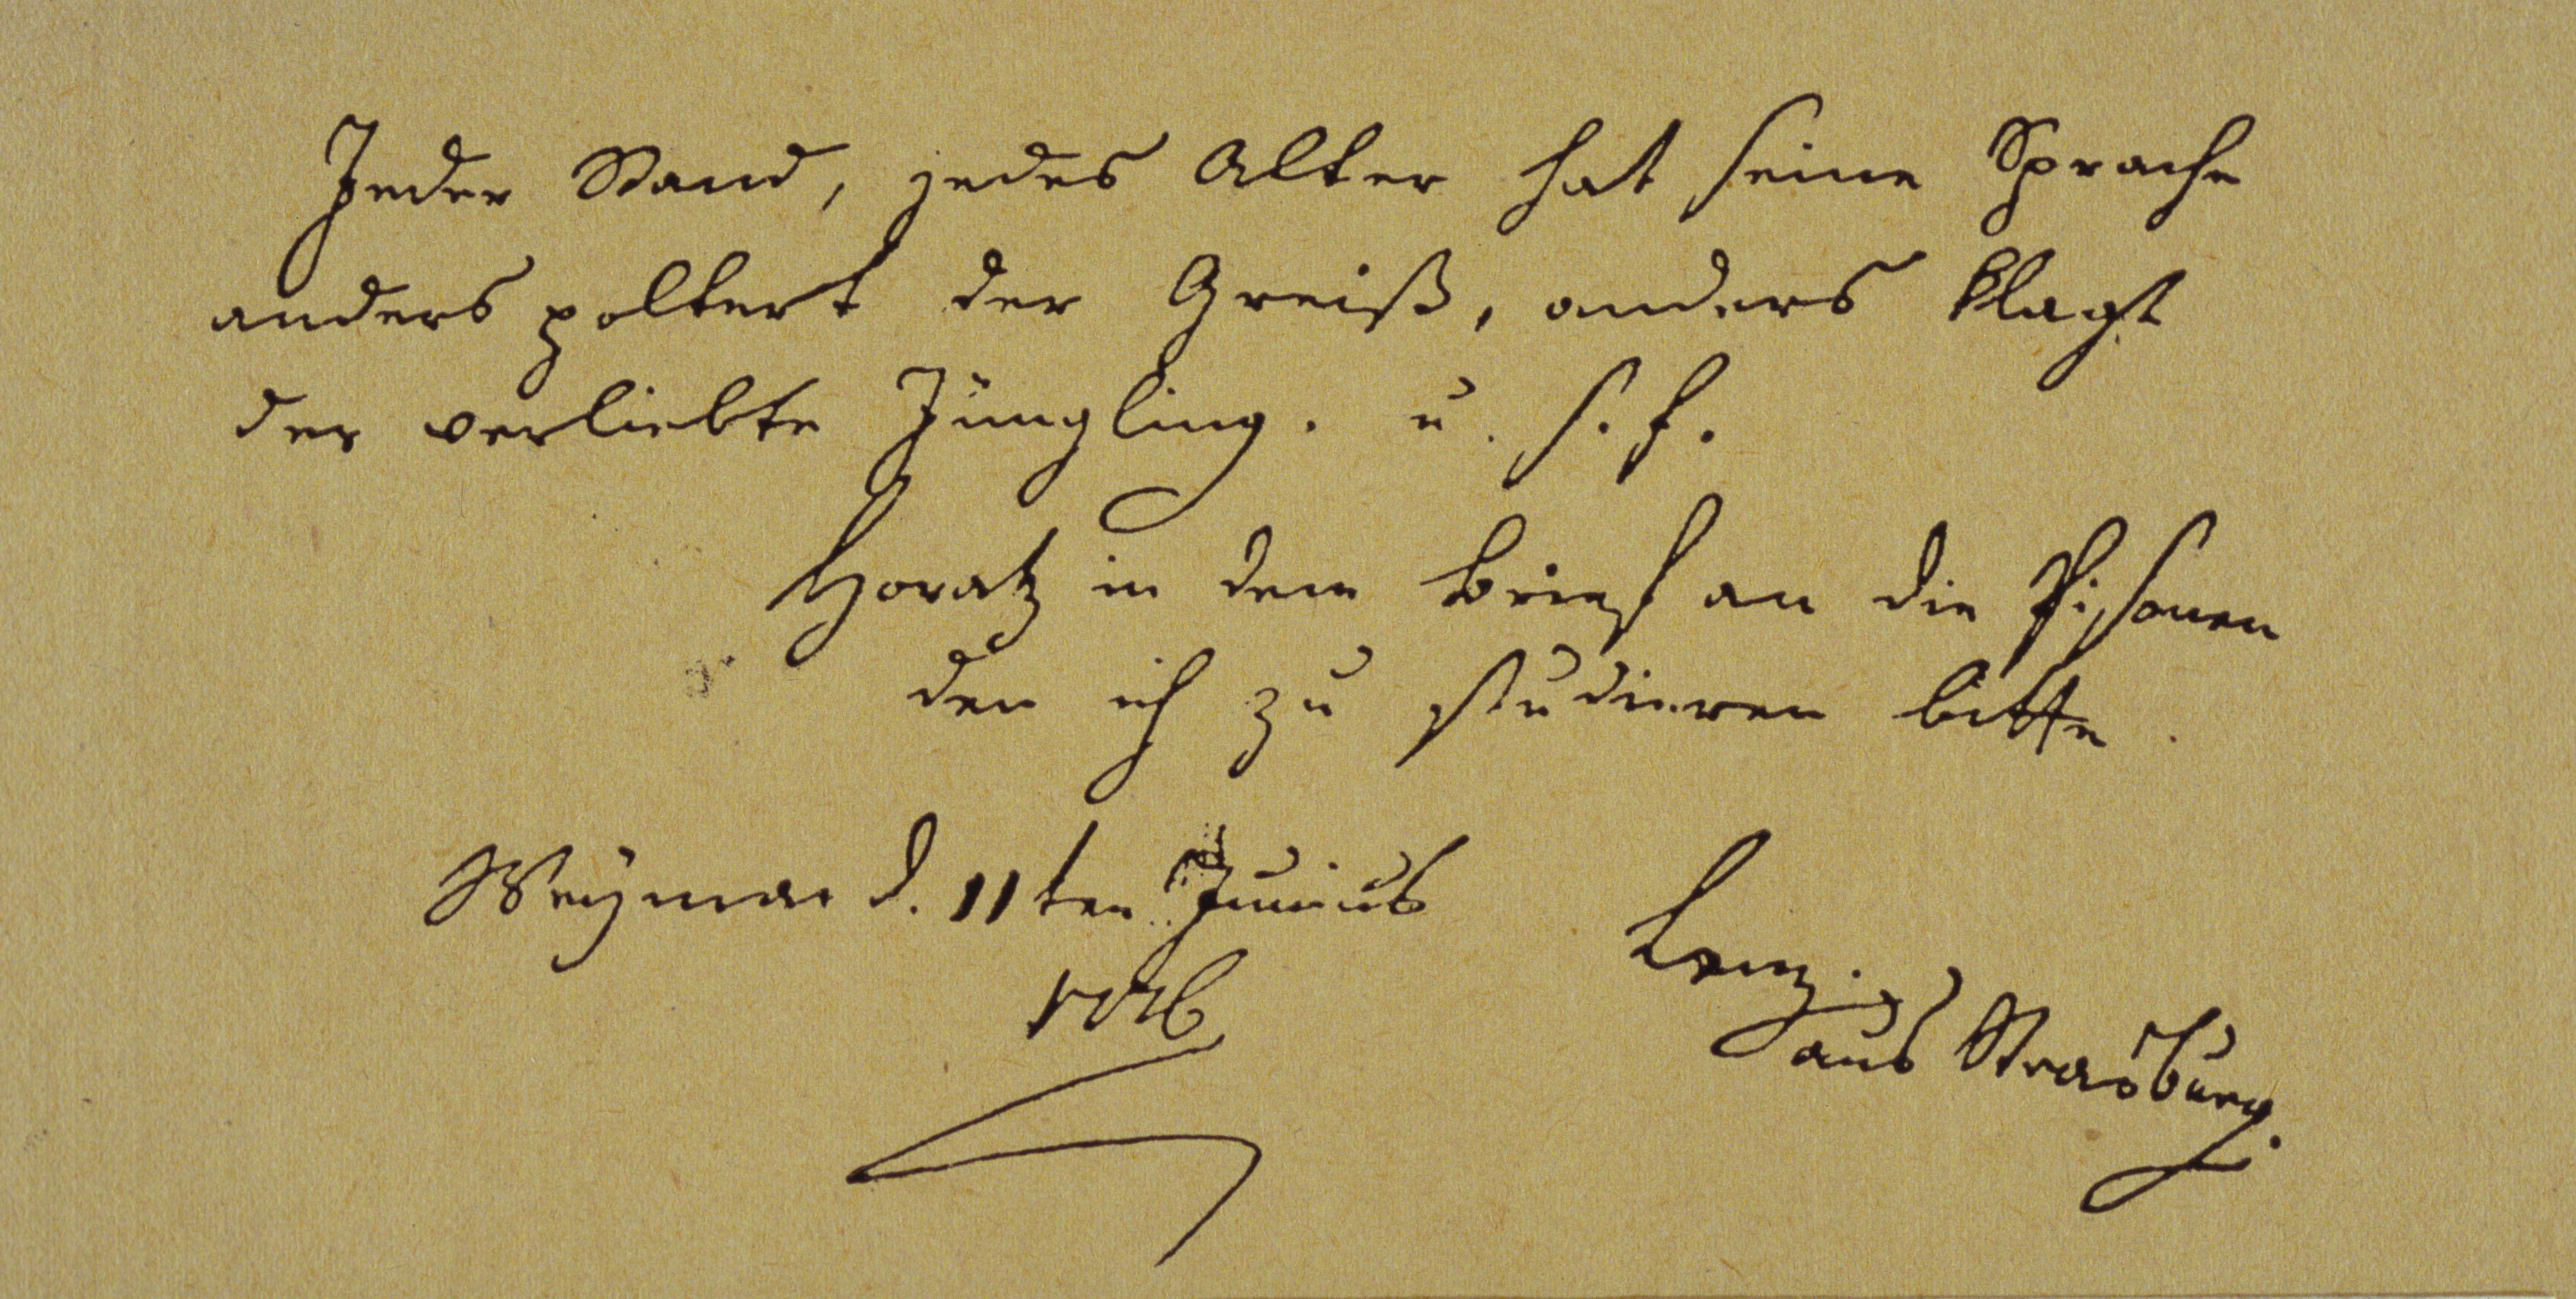 Jeder Stand, jedes Alter hat seine Sprache
anders poltert der Greiß, anders klagt
der verliebte Jüngling. u. s. f.
Horatz in dem Brief an die Pisonen
den ich zu studieren bitte.
Weymar d. 11ten Junius
1776
Lenz
aus Strasburg.